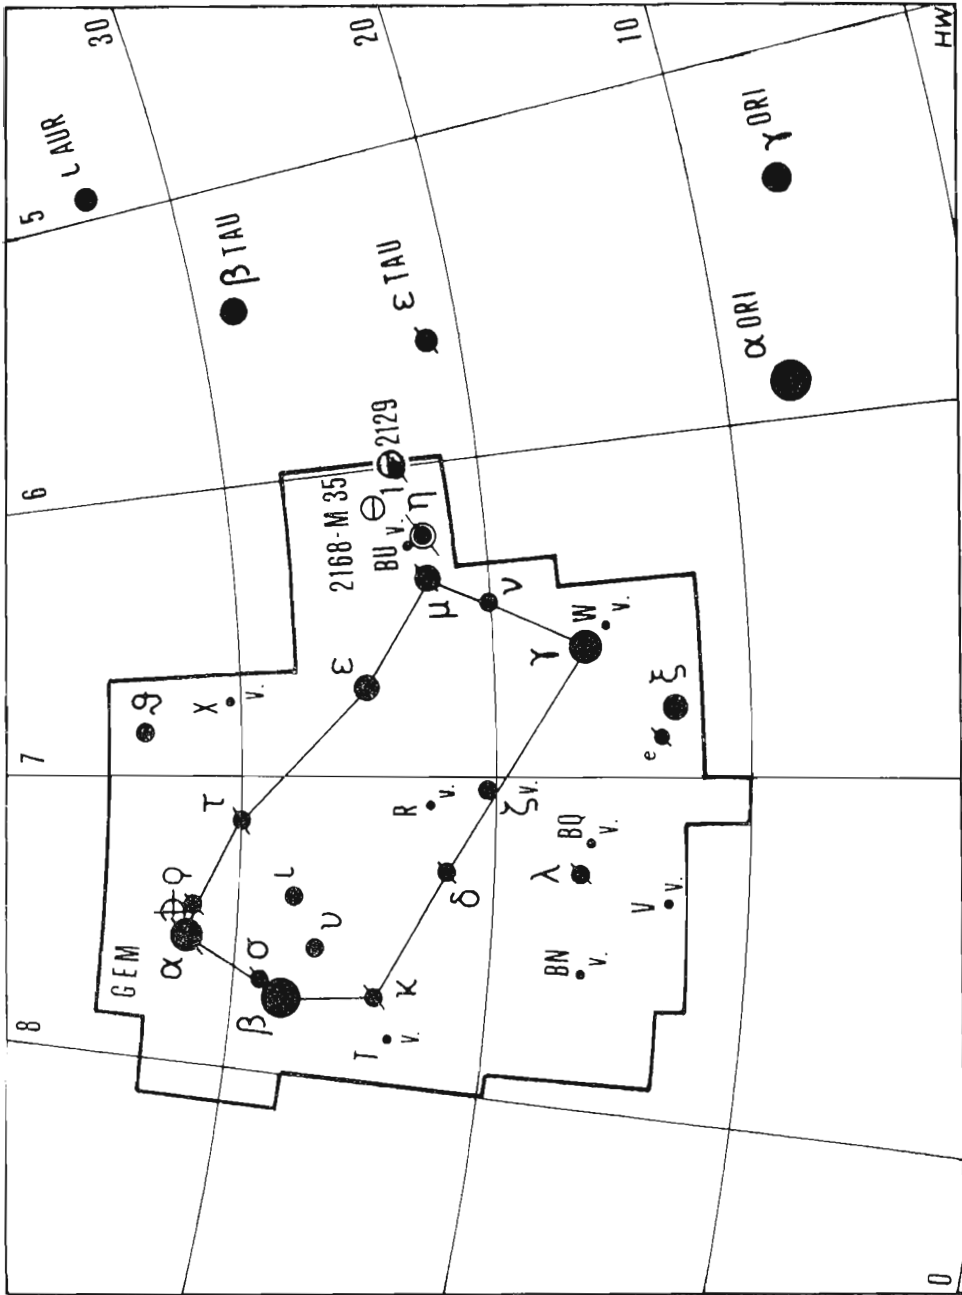 30
20
10
HW
5
ι AUR
β TAU
ε TAU
γ ORI
α ORI
6
2129
1
2168-M 35
η
BU V.
μ
ν
ε
γ
W V.
ϑ
X V.
ξ
e
7
τ
R V.
ζ V.
BQ V.
λ
δ
ι
υ
V V.
BN V.
α
GEM
σ
β
κ
T V.
8
0